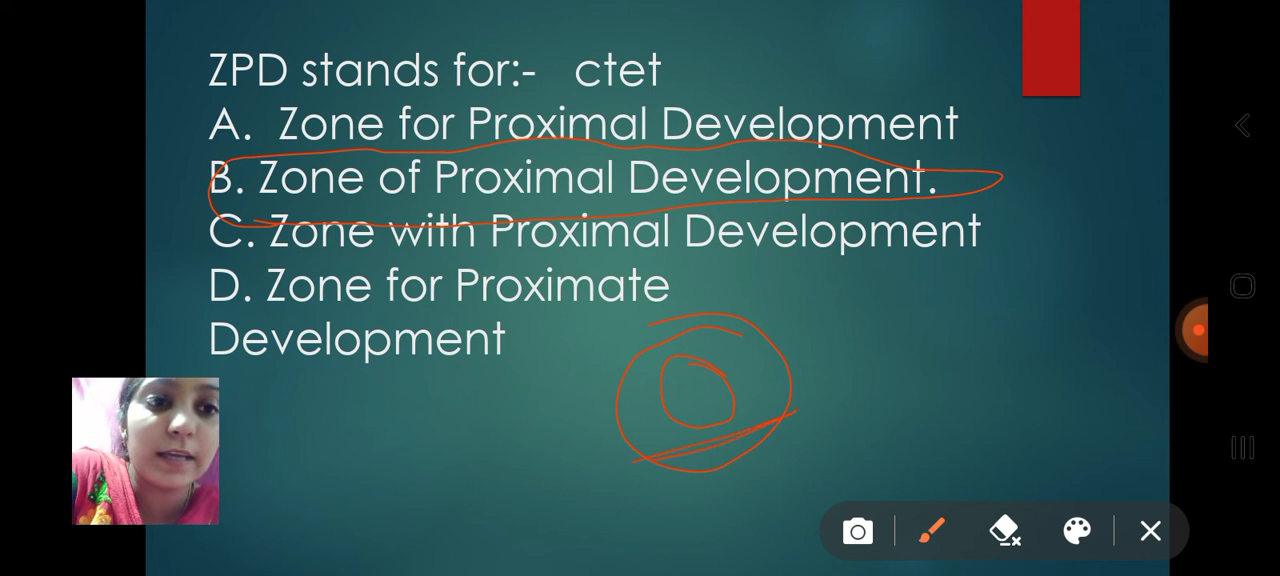 ZPD stands for:- ctet
A. Zone for Proximal Development
B. Zone of Proximal Development.
C. Zone with Proximal Development
D. Zone for Proximate
Development